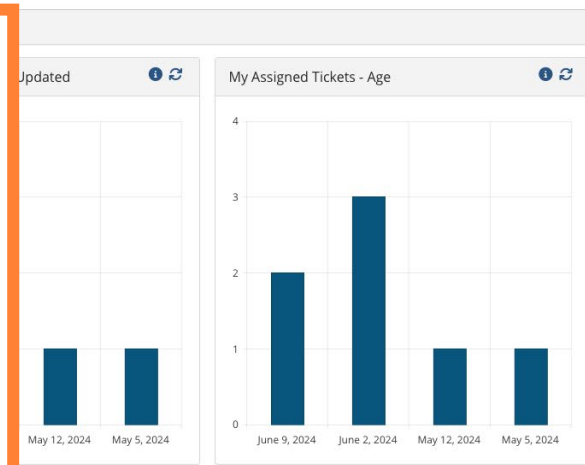 Updated
May 12, 2024 May 5, 2024
My Assigned Tickets - Age
4
3
2
1
0
June 9, 2024 June 2, 2024 May 12, 2024 May 5, 2024